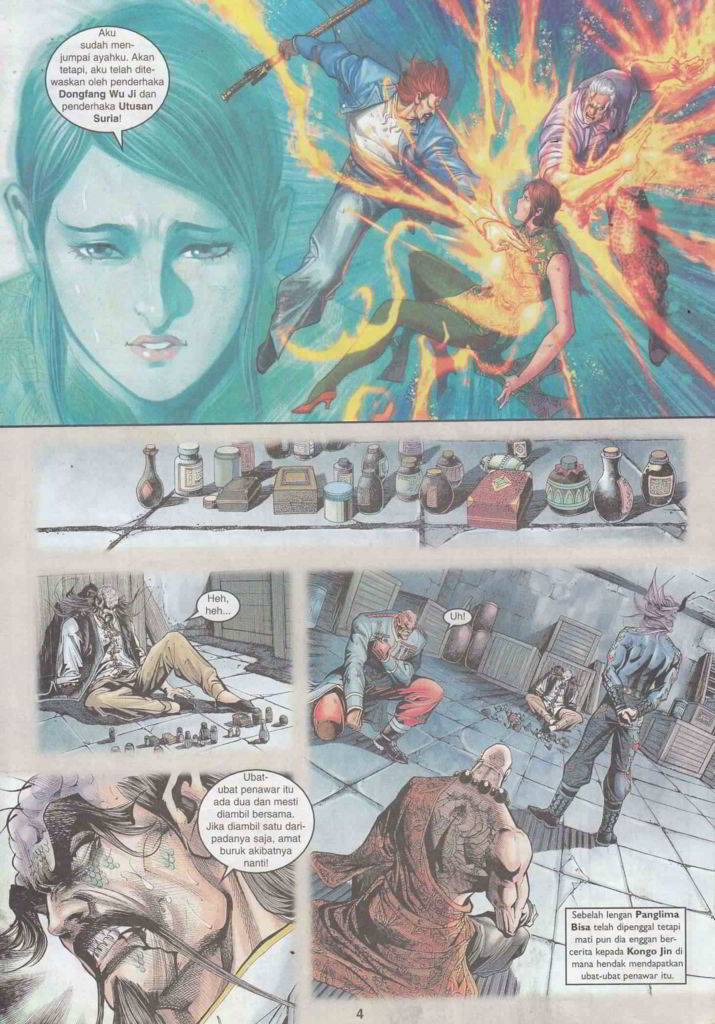 Aku
sudah men-
jumpai ayahku. Akan
tetapi, aku telah dite-
waskan oleh penderhaka
Dongfang Wu Ji dan
penderhaka Utusan
Suria!
Heh,
heh...
Uh!
Ubat-
ubat penawar itu
ada dua dan mesti
diambil bersama.
Jika diambil satu dari-
padanya saja, amat
buruk akibatnya
nanti!
Sebelah lengan Panglima
Bisa telah dipenggal tetapi
mati pun dia enggan ber-
cerita kepada Kongo Jin di
mana hendak mendapatkan
ubat-ubat penawar itu.
4